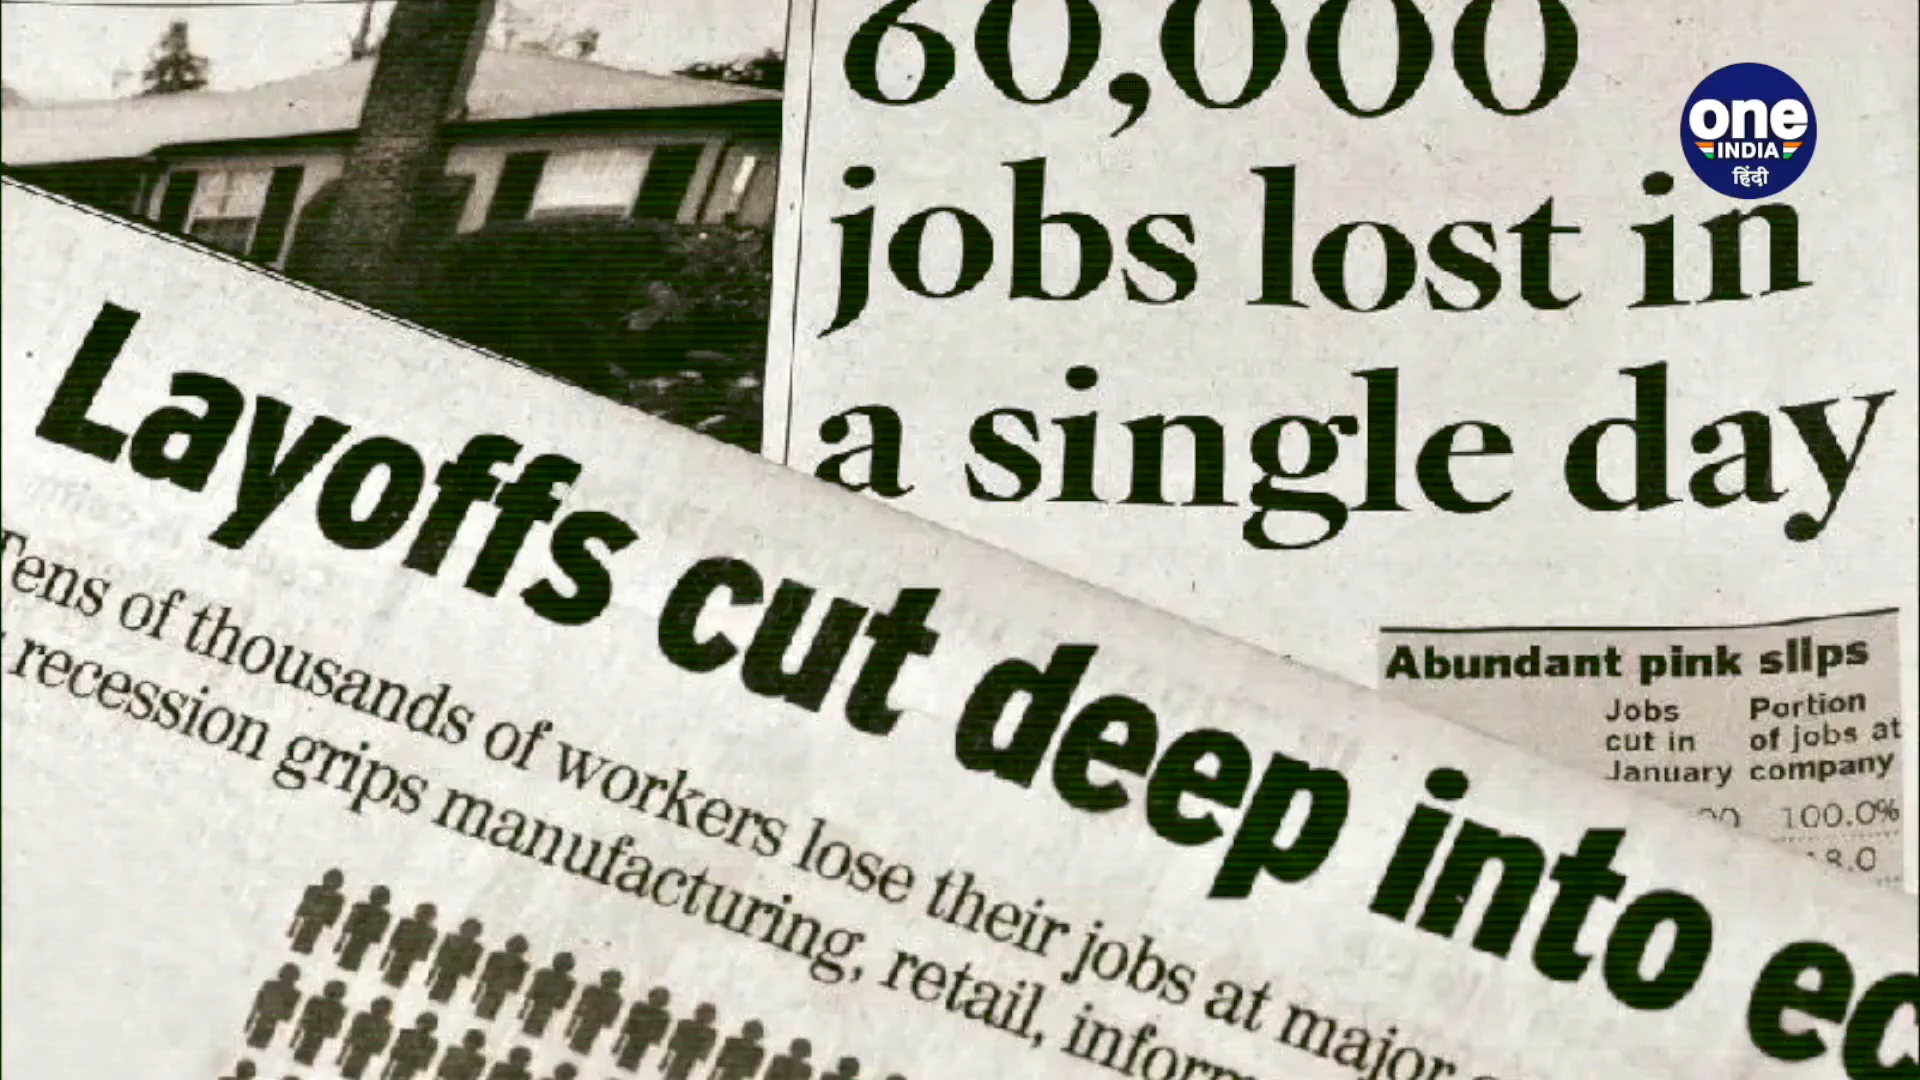 60,000
jobs lost in
a single day
one
INDIA
हिंदी
Layoffs cut deep into
Tens of thousands of workers lose their jobs at major
recession grips manufacturing, retail,
Abundant pink slips
Jobs cut in January
Portion of jobs at company
100.0%